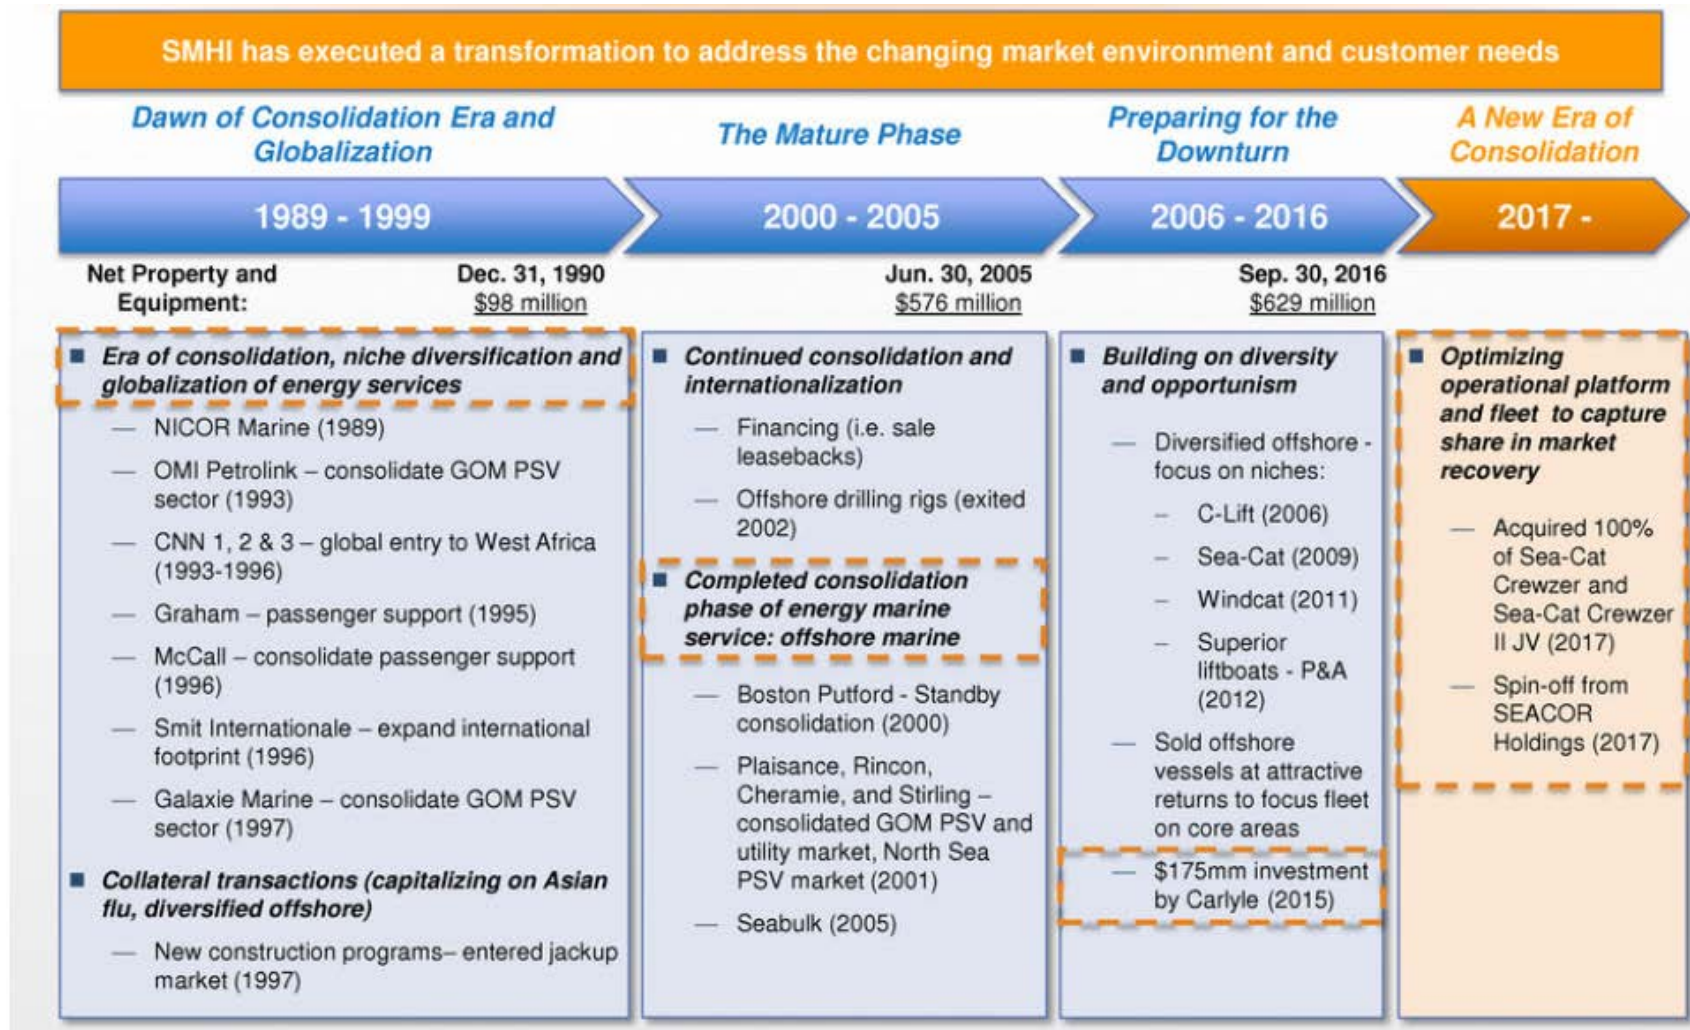 SMHI has executed a transformation to address the changing market environment and customer needs
Dawn of Consolidation Era and
Globalization
The Mature Phase
Preparing for the
Downturn
A New Era of
Consolidation
1989 - 1999
2000 - 2005
2006 - 2016
2017 -
Net Property and
Equipment:
Dec. 31, 1990
$98 million
Jun. 30, 2005
$576 million
Sep. 30, 2016
$629 million
■ Era of consolidation, niche diversification and
globalization of energy services
— NICOR Marine (1989)
— OMI Petrolink – consolidate GOM PSV
sector (1993)
— CNN 1, 2 & 3 – global entry to West Africa
(1993-1996)
— Graham – passenger support (1995)
— McCall – consolidate passenger support
(1996)
— Smit Internationale – expand international
footprint (1996)
— Galaxie Marine – consolidate GOM PSV
sector (1997)
■ Collateral transactions (capitalizing on Asian
flu, diversified offshore)
— New construction programs– entered jackup
market (1997)
■ Continued consolidation and
internationalization
— Financing (i.e. sale
leasebacks)
— Offshore drilling rigs (exited
2002)
■ Completed consolidation
phase of energy marine
service: offshore marine
— Boston Putford - Standby
consolidation (2000)
— Plaisance, Rincon,
Cheramie, and Stirling –
consolidated GOM PSV and
utility market, North Sea
PSV market (2001)
— Seabulk (2005)
■ Building on diversity
and opportunism
— Diversified offshore -
focus on niches:
– C-Lift (2006)
– Sea-Cat (2009)
– Windcat (2011)
– Superior
liftboats - P&A
(2012)
— Sold offshore
vessels at attractive
returns to focus fleet
on core areas
— $175mm investment
by Carlyle (2015)
■ Optimizing
operational platform
and fleet to capture
share in market
recovery
— Acquired 100%
of Sea-Cat
Crewzer and
Sea-Cat Crewzer
II JV (2017)
— Spin-off from
SEACOR
Holdings (2017)